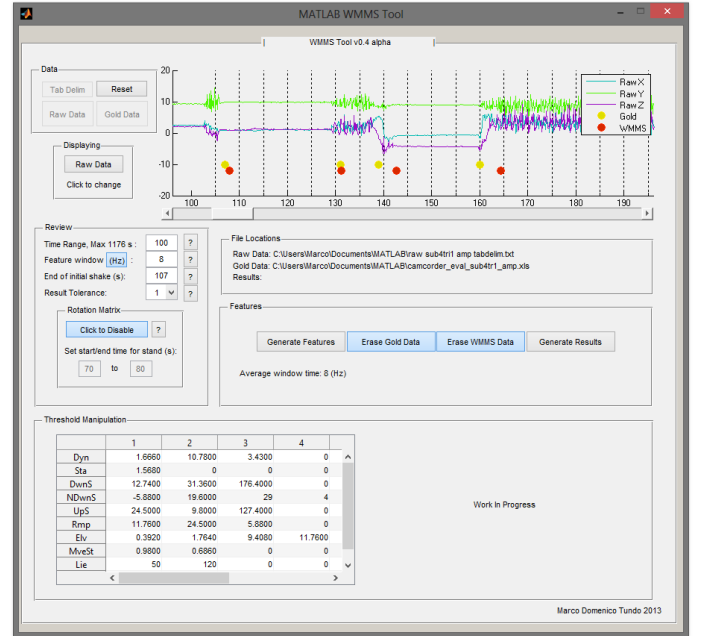 MATLAB WMMS Tool
WMMS Tool v0.4 alpha
Data
Tab Delim Reset
Raw Data Gold Data
Displaying
Raw Data
Click to change
20
10
0
-10
-20
100 110 120 130 140 150 160 170 180 190
Raw X
Raw Y
Raw Z
Gold
WMMS
Review
Time Range, Max 1176 s : 100 ?
Feature window (Hz) : 8 ?
End of initial shake (s): 107 ?
Result Tolerance: 1 ?
Rotation Matrix
Click to Disable ?
Set start/end time for stand (s):
70 to 80
File Locations
Raw Data: C:\Users\Marco\Documents\MATLAB\raw sub4tri1 amp tabdelim.txt
Gold Data: C:\Users\Marco\Documents\MATLAB\camcorder_eval_sub4tr1_amp.xls
Results:
Features
Generate Features Erase Gold Data Erase WMMS Data Generate Results
Average window time: 8 (Hz)
Threshold Manipulation
1 2 3 4
Dyn 1.6660 10.7800 3.4300 0
Sta 1.5680 0 0 0
DwnS 12.7400 31.3600 176.4000 0
NDwnS -5.8800 19.6000 29 4
UpS 24.5000 9.8000 127.4000 0
Rmp 11.7600 24.5000 5.8800 0
Elv 0.3920 1.7640 9.4080 11.7600
MveSt 0.9800 0.6860 0 0
Lie 50 120 0 0
Work In Progress
Marco Domenico Tundo 2013